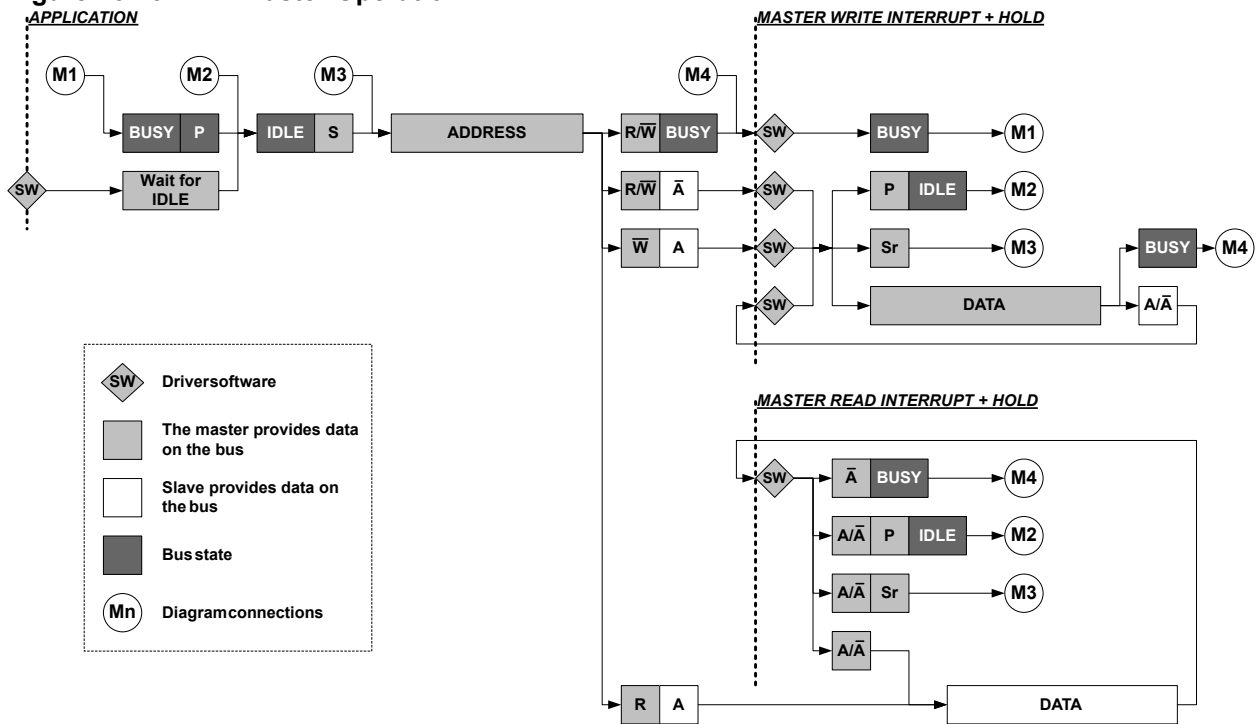 APPLICATION
MASTER WRITE INTERRUPT + HOLD
M1
M2
M3
M4
BUSY P
IDLE S
ADDRESS
R/W̅ BUSY
SW
BUSY
M1
SW
Wait for
IDLE
R/W̅ A̅
SW
P IDLE
M2
W̅ A
SW
Sr
M3
BUSY
M4
SW
DATA
A/A̅
SW
Driversoftware
The master provides data
on the bus
Slave provides data on
the bus
Bus state
Mn
Diagramconnections
MASTER READ INTERRUPT + HOLD
SW
A̅ BUSY
M4
A/A̅ P IDLE
M2
A/A̅ Sr
M3
A/A̅
R A
DATA